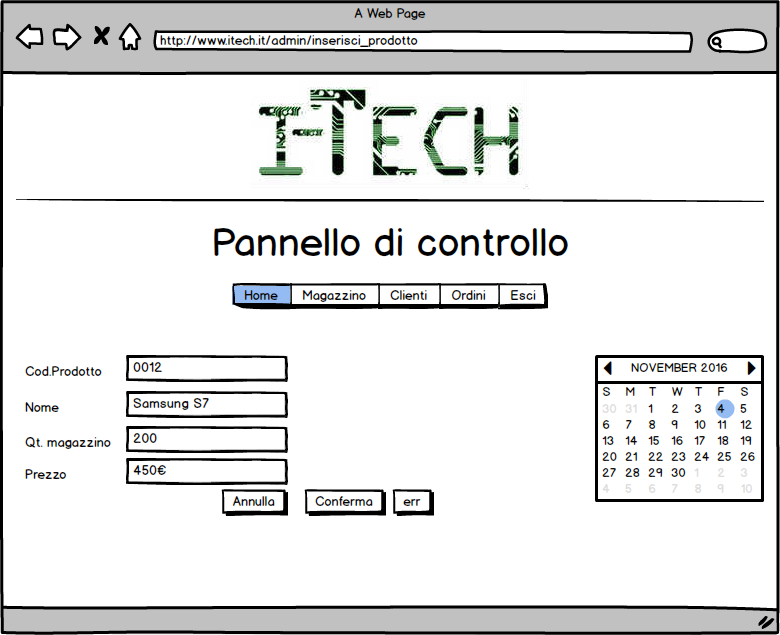 A Web Page
http://www.itech.it/admin/inserisci_prodotto
I-TECH
Pannello di controllo
Home Magazzino Clienti Ordini Esci
Cod.Prodotto 0012
Nome Samsung S7
Qt. magazzino 200
Prezzo 450€
Annulla Conferma err
NOVEMBER 2016
S M T W T F S
30 31 1 2 3 4 5
6 7 8 9 10 11 12
13 14 15 16 17 18 19
20 21 22 23 24 25 26
27 28 29 30 1 2 3
4 5 6 7 8 9 10